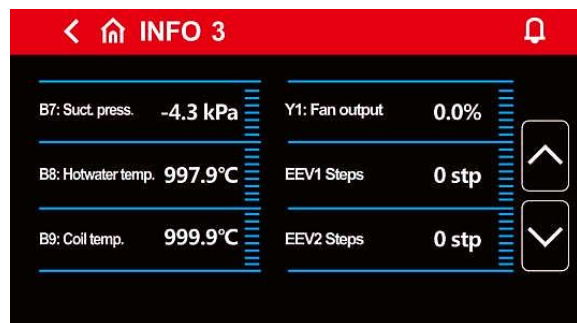 INFO 3
B7: Suct. press. -4.3 kPa
Y1: Fan output 0.0%
B8: Hotwater temp. 997.9°C
EEV1 Steps 0 stp
B9: Coil temp. 999.9°C
EEV2 Steps 0 stp